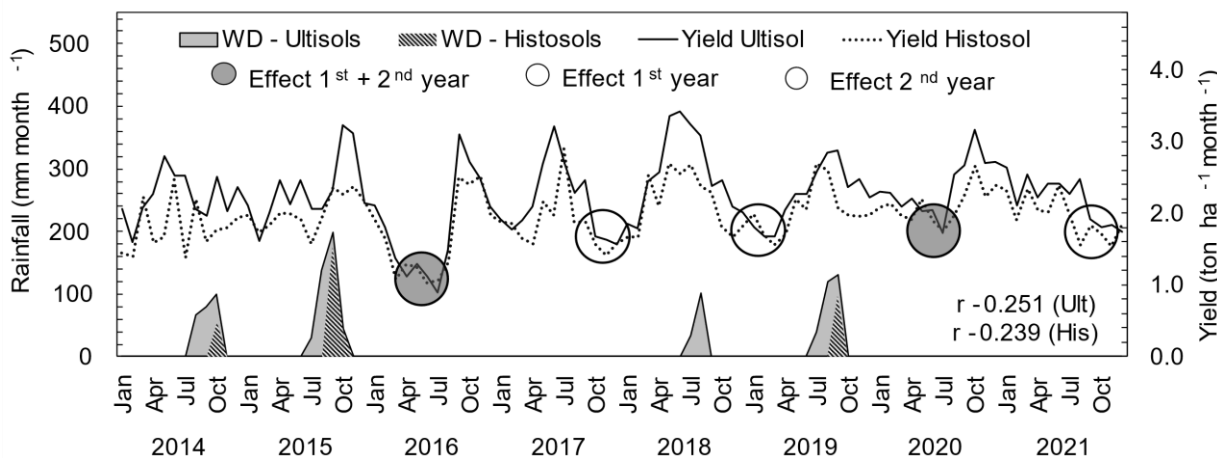 WD - Ultisols WD - Histosols Yield Ultisol Yield Histosol
Effect 1st + 2nd year Effect 1st year Effect 2nd year
Rainfall (mm month -1)
500
400
300
200
100
0
Yield (ton ha -1 month -1)
4.0
3.0
2.0
1.0
0.0
r -0.251 (Ult)
r -0.239 (His)
Jan Apr Jul Oct Jan Apr Jul Oct Jan Apr Jul Oct Jan Apr Jul Oct Jan Apr Jul Oct Jan Apr Jul Oct Jan Apr Jul Oct Jan Apr Jul Oct
2014 2015 2016 2017 2018 2019 2020 2021